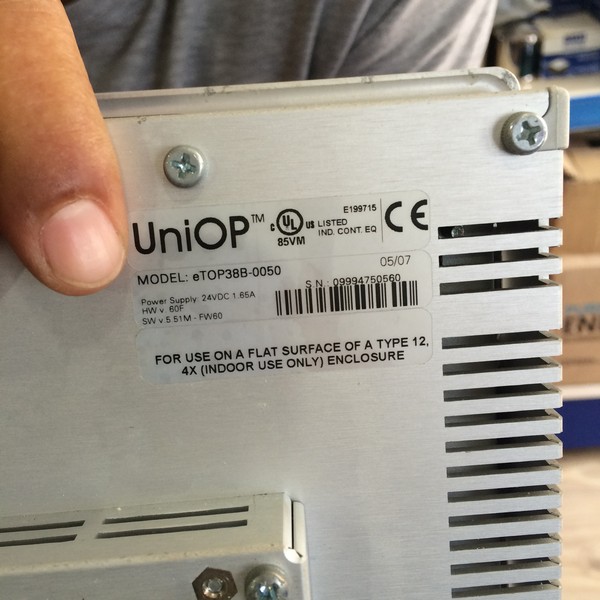 UniOP™
c UL us LISTED
85VM
E199715
IND. CONT. EQ
CE
MODEL: eTOP38B-0050
05/07
Power Supply 24VDC 1.65A
HW v. 60F
SW v 5.51M - FW60
S N : 09994750560
FOR USE ON A FLAT SURFACE OF A TYPE 12,
4X (INDOOR USE ONLY) ENCLOSURE